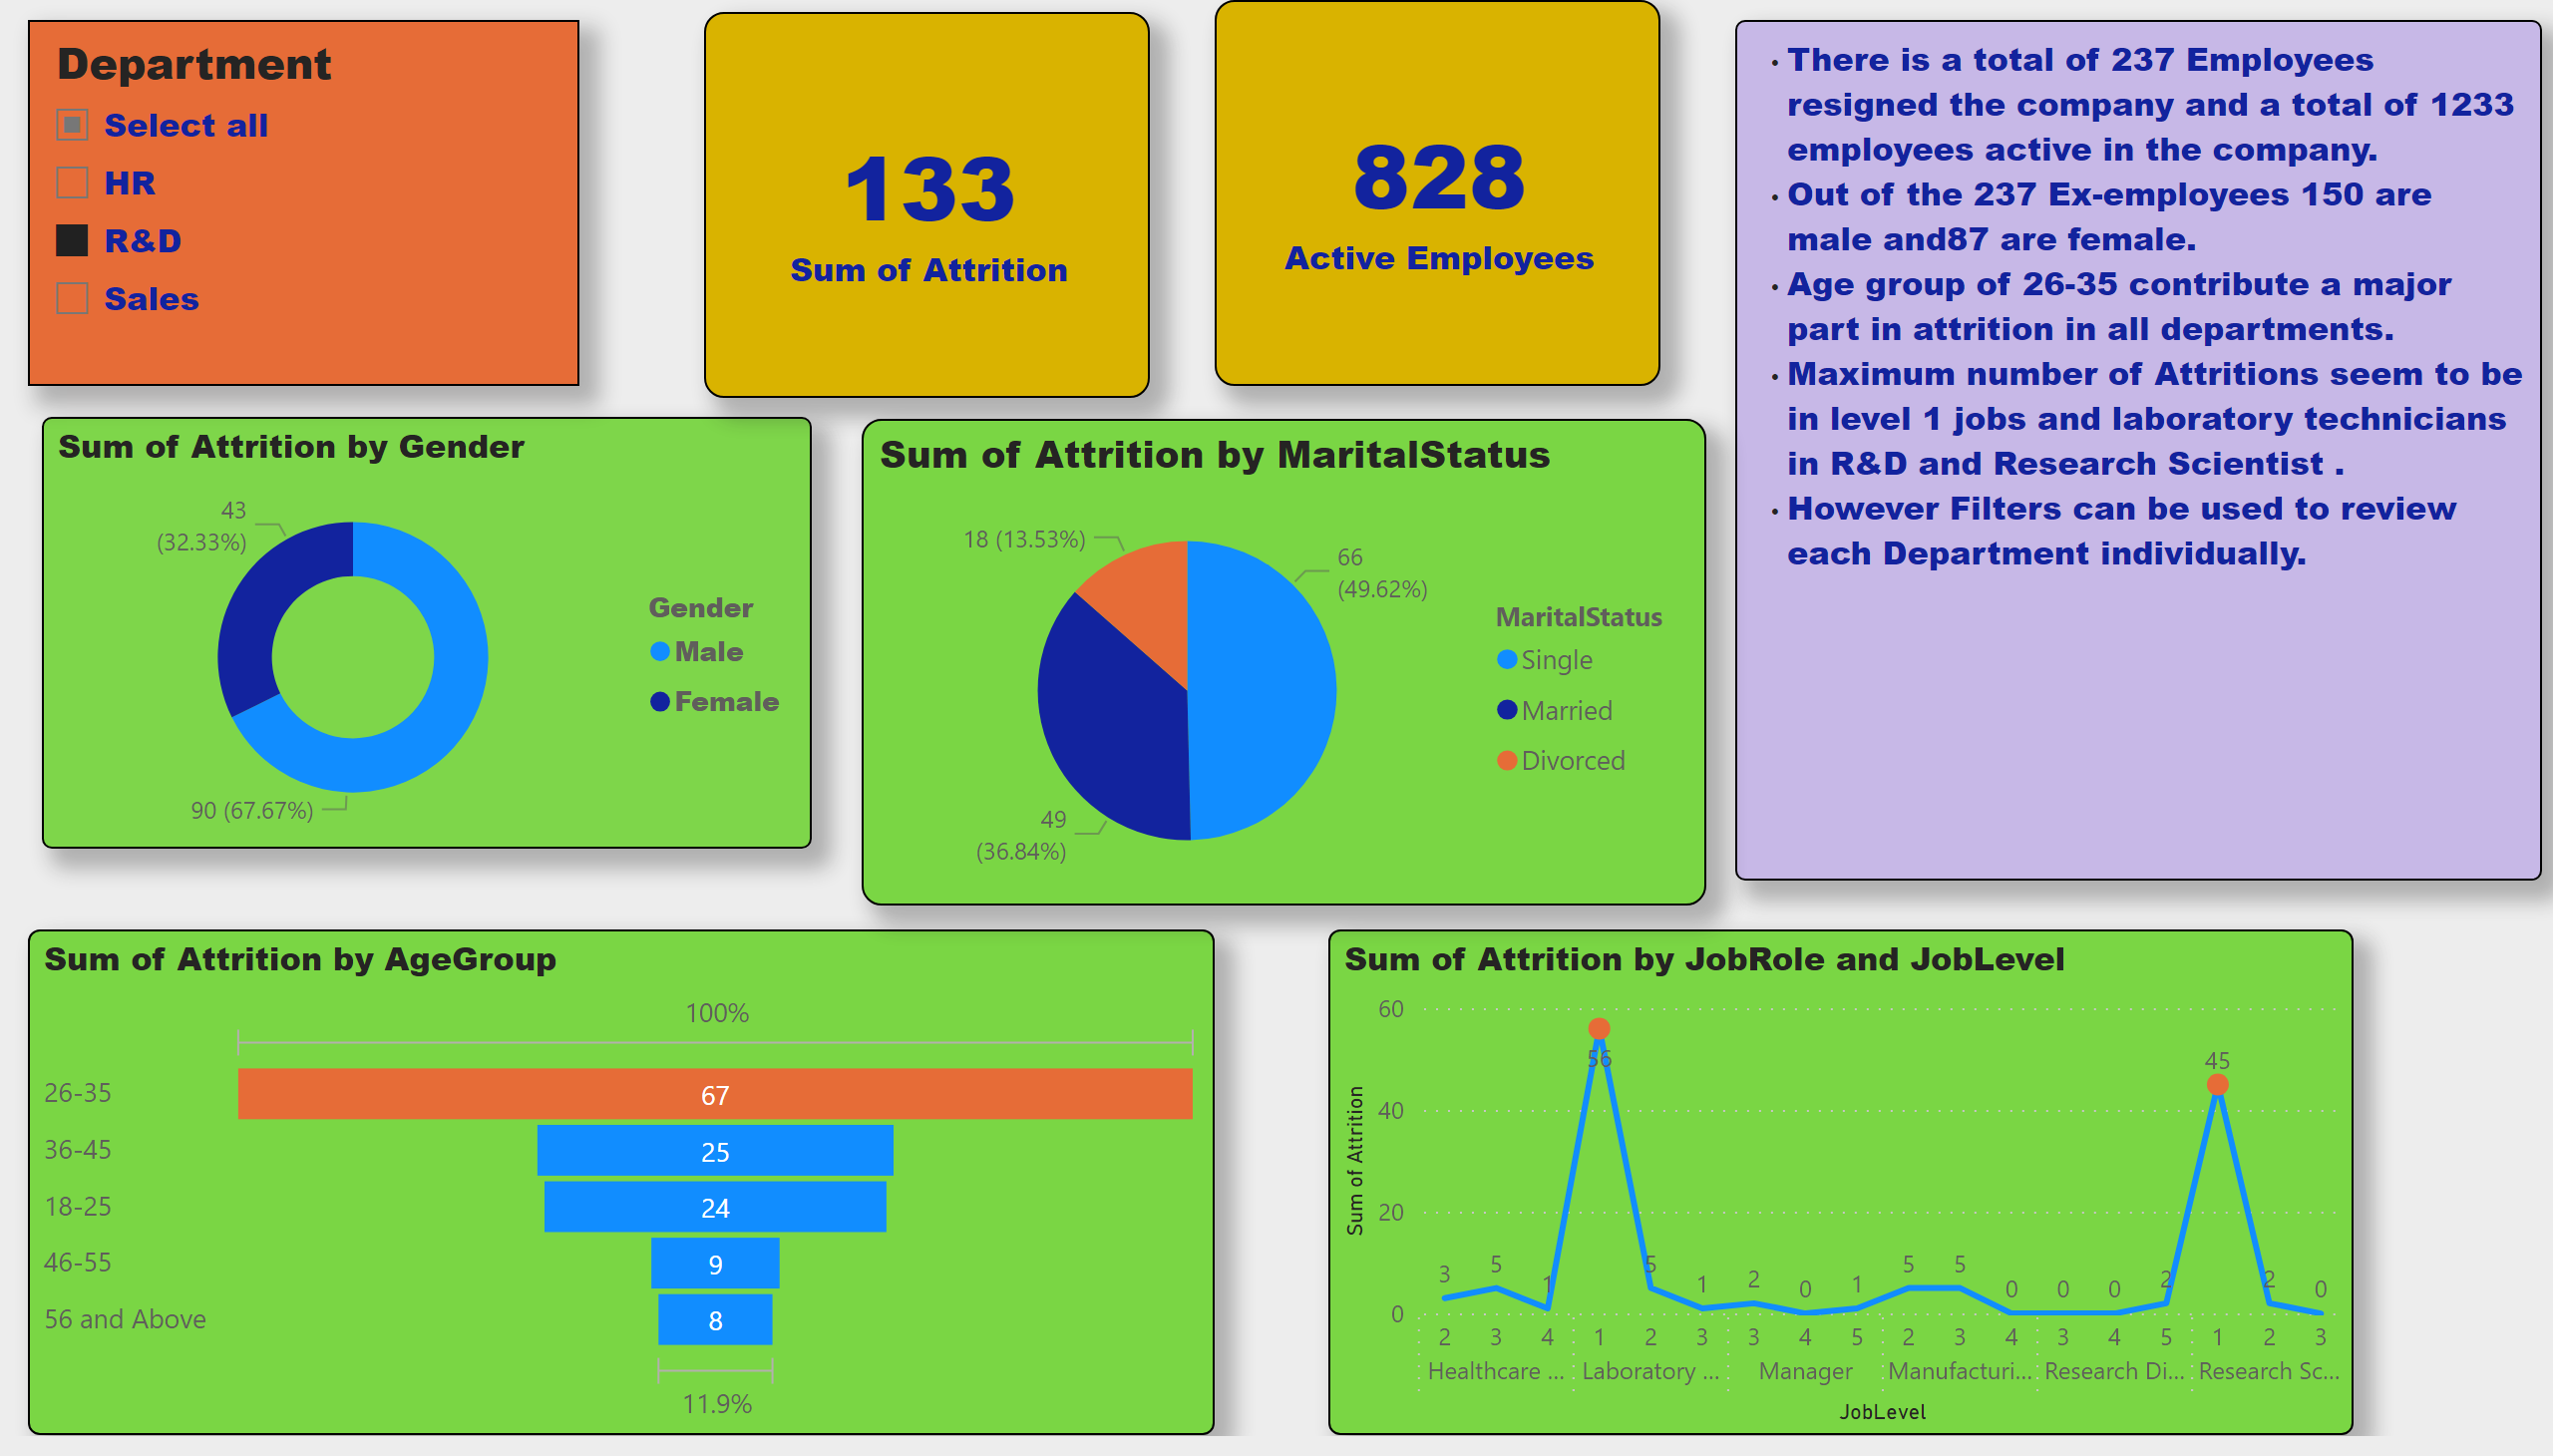 Department
Select all
HR
R&D
Sales
133
Sum of Attrition
828
Active Employees
• There is a total of 237 Employees
resigned the company and a total of 1233
employees active in the company.
• Out of the 237 Ex-employees 150 are
male and87 are female.
• Age group of 26-35 contribute a major
part in attrition in all departments.
• Maximum number of Attritions seem to be
in level 1 jobs and laboratory technicians
in R&D and Research Scientist .
• However Filters can be used to review
each Department individually.
Sum of Attrition by Gender
43
(32.33%)
90 (67.67%)
Gender
Male
Female
Sum of Attrition by MaritalStatus
18 (13.53%)
66
(49.62%)
49
(36.84%)
MaritalStatus
Single
Married
Divorced
Sum of Attrition by AgeGroup
100%
26-35 67
36-45 25
18-25 24
46-55 9
56 and Above 8
11.9%
Sum of Attrition by JobRole and JobLevel
Sum of Attrition
60
40
20
0
3 5 1 56 5 1 2 0 1 5 5 0 0 0 2 45 2 0
2 3 4 1 2 3 3 4 5 2 3 4 3 4 5 1 2 3
Healthcare ... Laboratory ... Manager Manufacturi... Research Di... Research Sc...
JobLevel